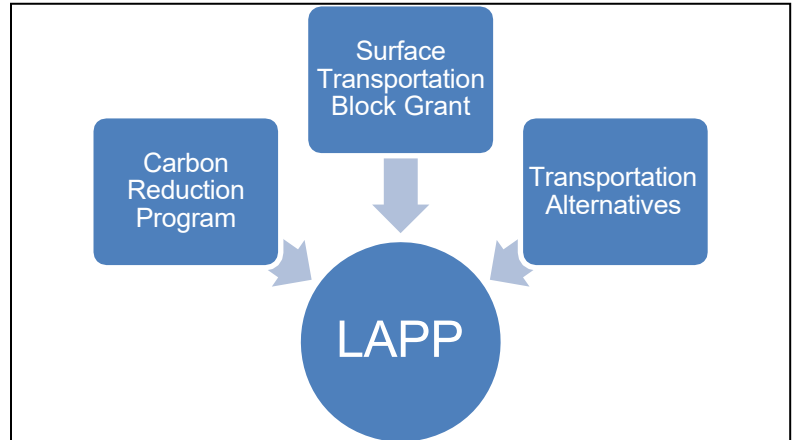 Surface
Transportation
Block Grant
Carbon
Reduction
Program
Transportation
Alternatives
LAPP